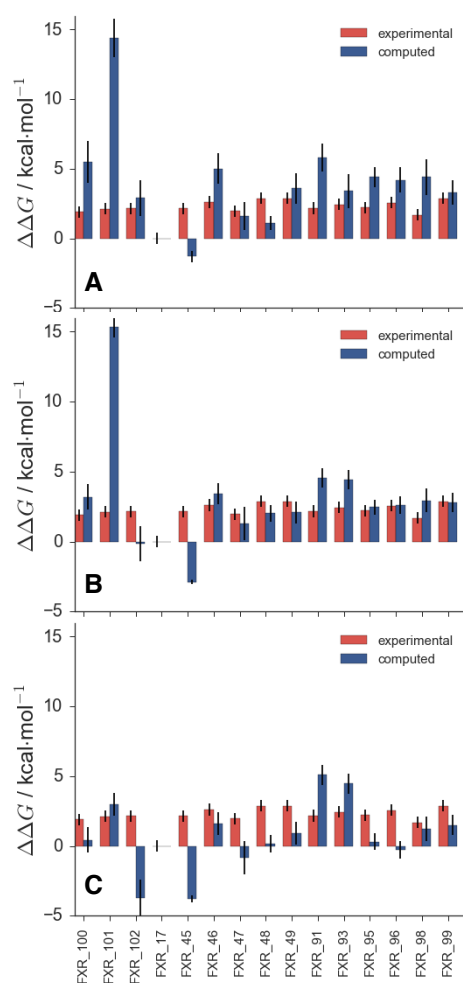 15
10
5
0
−5
ΔΔG / kcal·mol−1
experimental
computed
A
15
10
5
0
−5
ΔΔG / kcal·mol−1
experimental
computed
B
15
10
5
0
−5
ΔΔG / kcal·mol−1
experimental
computed
C
FXR_100
FXR_101
FXR_102
FXR_17
FXR_45
FXR_46
FXR_47
FXR_48
FXR_49
FXR_91
FXR_93
FXR_95
FXR_96
FXR_98
FXR_99